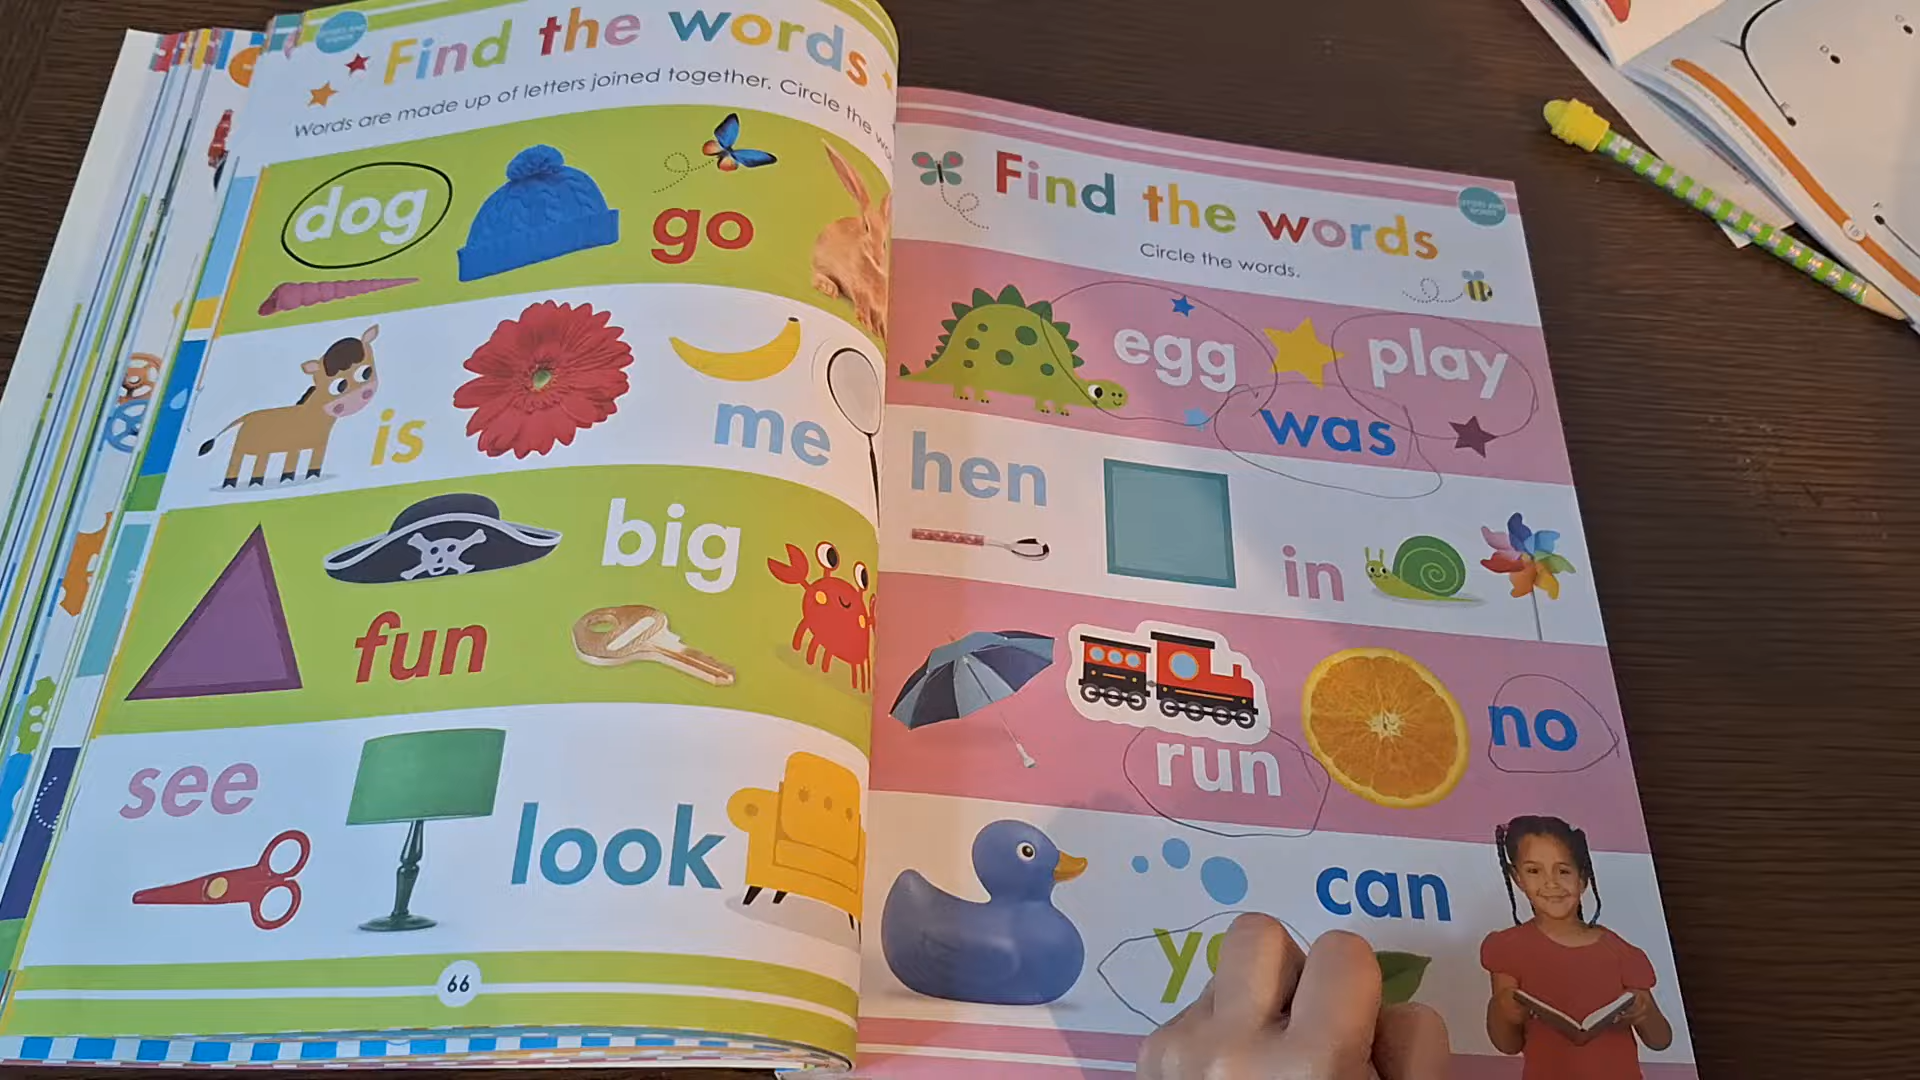 Find the words
Words are made up of letters joined together. Circle the
dog
go
is
me
big
fun
see
look
66
Find the words
Circle the words.
egg
play
was
hen
in
run
no
can
16